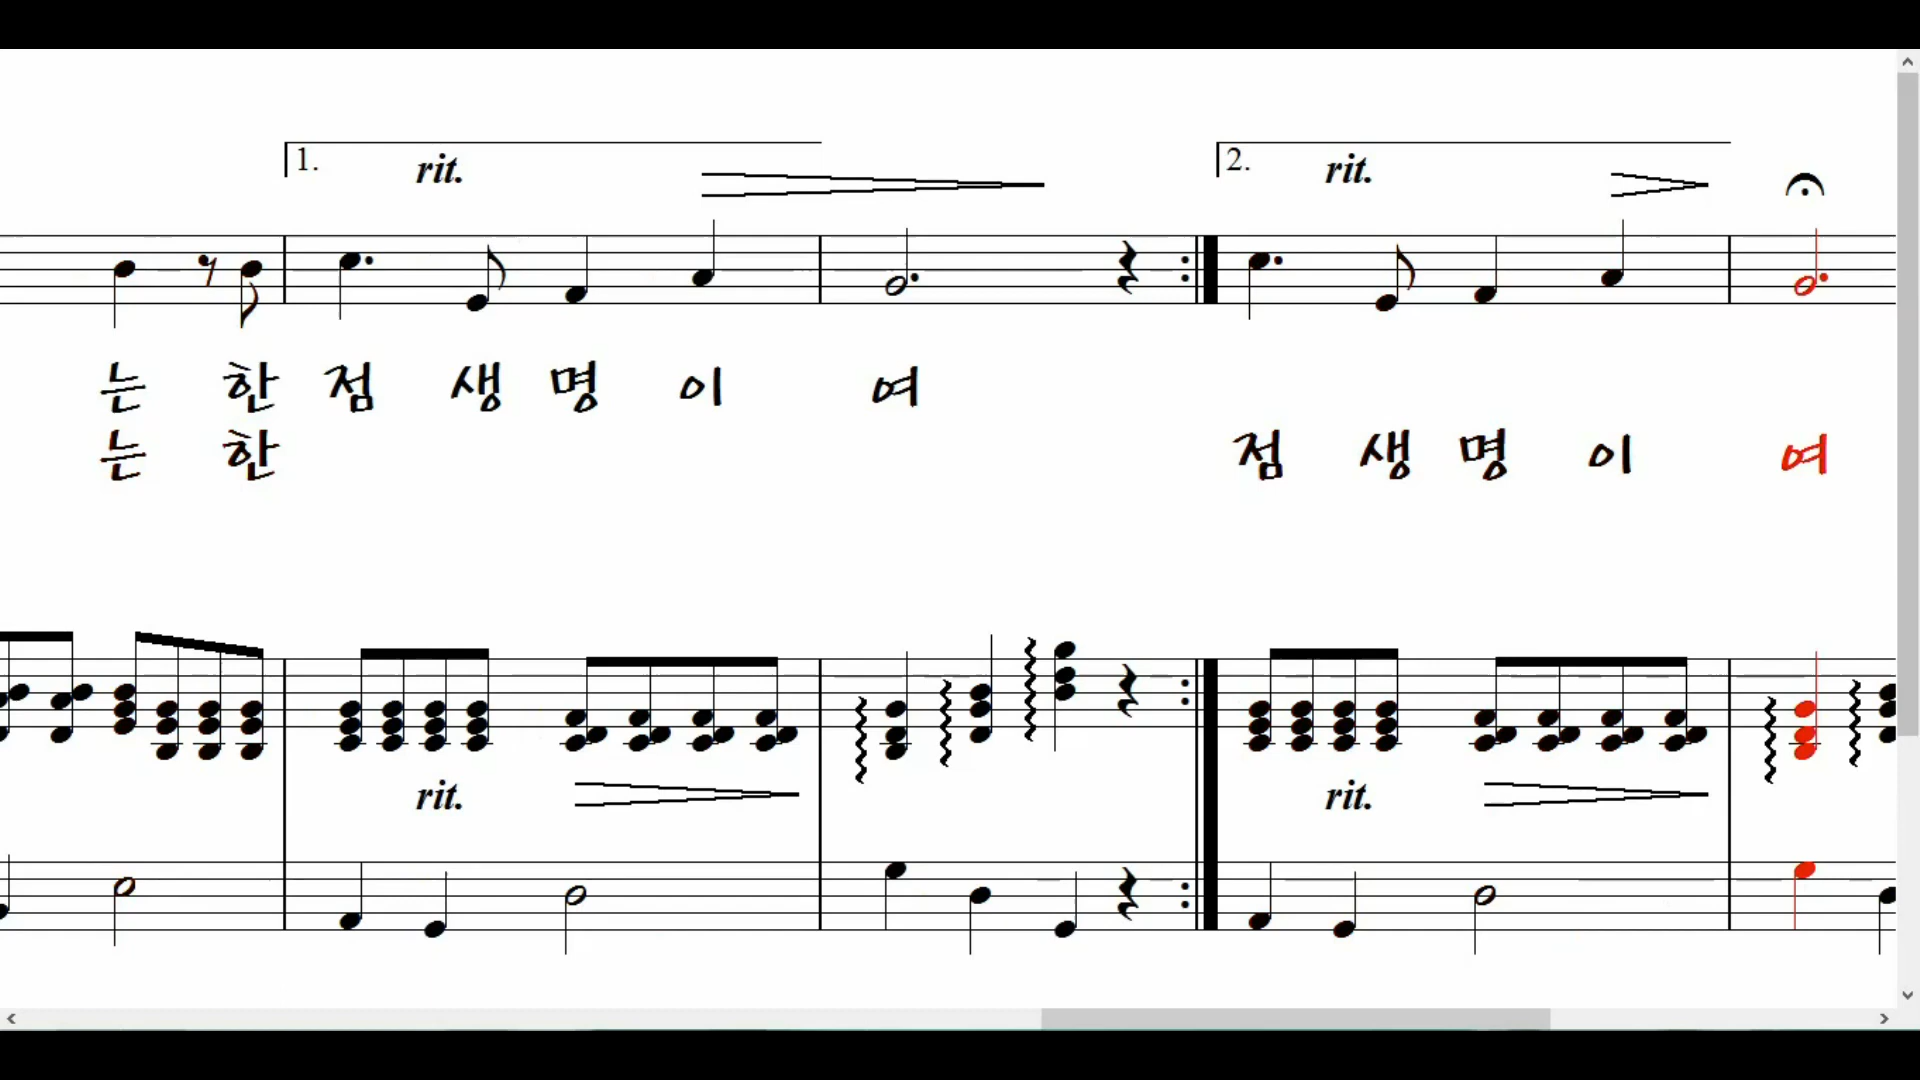 1. rit. 2. rit.
는 한 점 생 명 이 여
는 한 점 생 명 이 여
rit. rit.